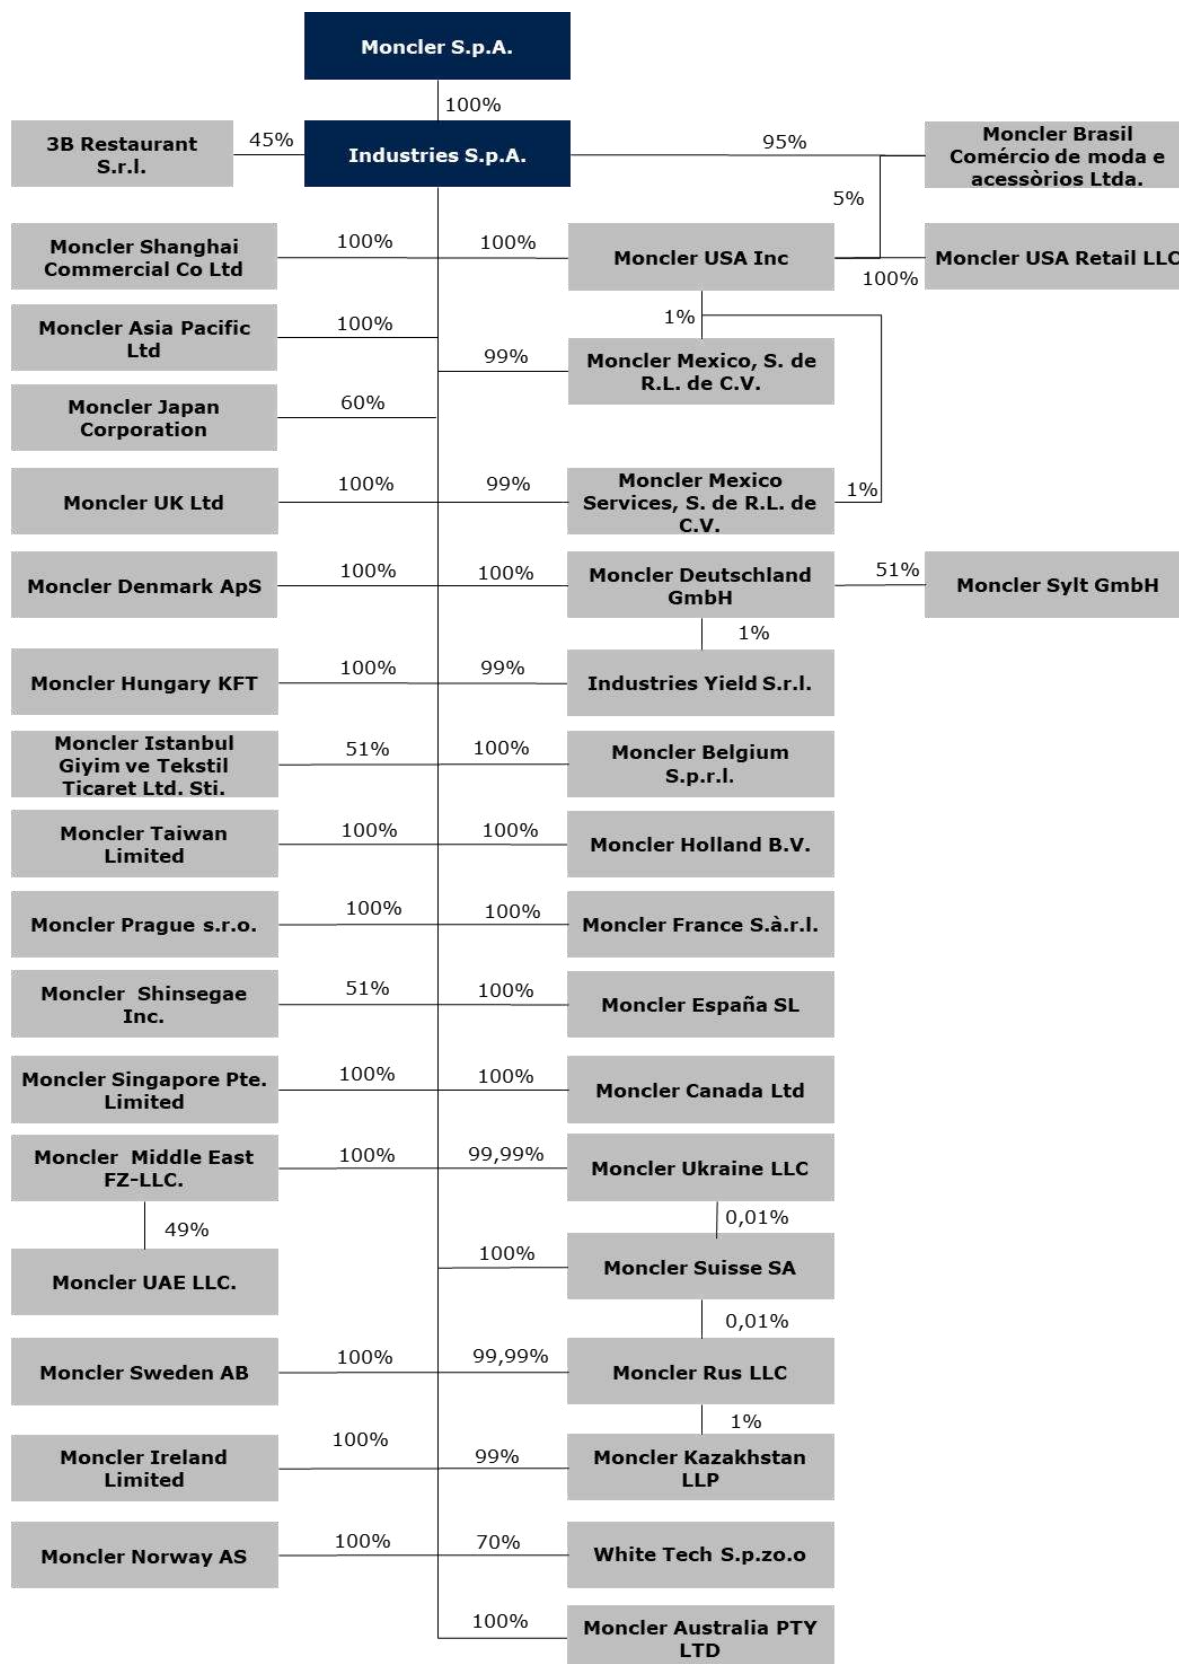 Moncler S.p.A.
100%
3B Restaurant
S.r.l.
45%
Industries S.p.A.
95%
Moncler Brasil
Comércio de moda e
acessòrios Ltda.
5%
Moncler Shanghai
Commercial Co Ltd
100%
100%
Moncler USA Inc
100%
Moncler USA Retail LLC
Moncler Asia Pacific
Ltd
100%
1%
99%
Moncler Mexico, S. de
R.L. de C.V.
Moncler Japan
Corporation
60%
Moncler UK Ltd
100%
99%
Moncler Mexico
Services, S. de R.L. de
C.V.
1%
Moncler Denmark ApS
100%
100%
Moncler Deutschland
GmbH
51%
Moncler Sylt GmbH
1%
Moncler Hungary KFT
100%
99%
Industries Yield S.r.l.
Moncler Istanbul
Giyim ve Tekstil
Ticaret Ltd. Sti.
51%
100%
Moncler Belgium
S.p.r.l.
Moncler Taiwan
Limited
100%
100%
Moncler Holland B.V.
Moncler Prague s.r.o.
100%
100%
Moncler France S.à.r.l.
Moncler Shinsegae
Inc.
51%
100%
Moncler España SL
Moncler Singapore Pte.
Limited
100%
100%
Moncler Canada Ltd
Moncler Middle East
FZ-LLC.
100%
99,99%
Moncler Ukraine LLC
49%
0,01%
Moncler UAE LLC.
100%
Moncler Suisse SA
0,01%
Moncler Sweden AB
100%
99,99%
Moncler Rus LLC
1%
Moncler Ireland
Limited
100%
99%
Moncler Kazakhstan
LLP
Moncler Norway AS
100%
70%
White Tech S.p.zo.o
100%
Moncler Australia PTY
LTD